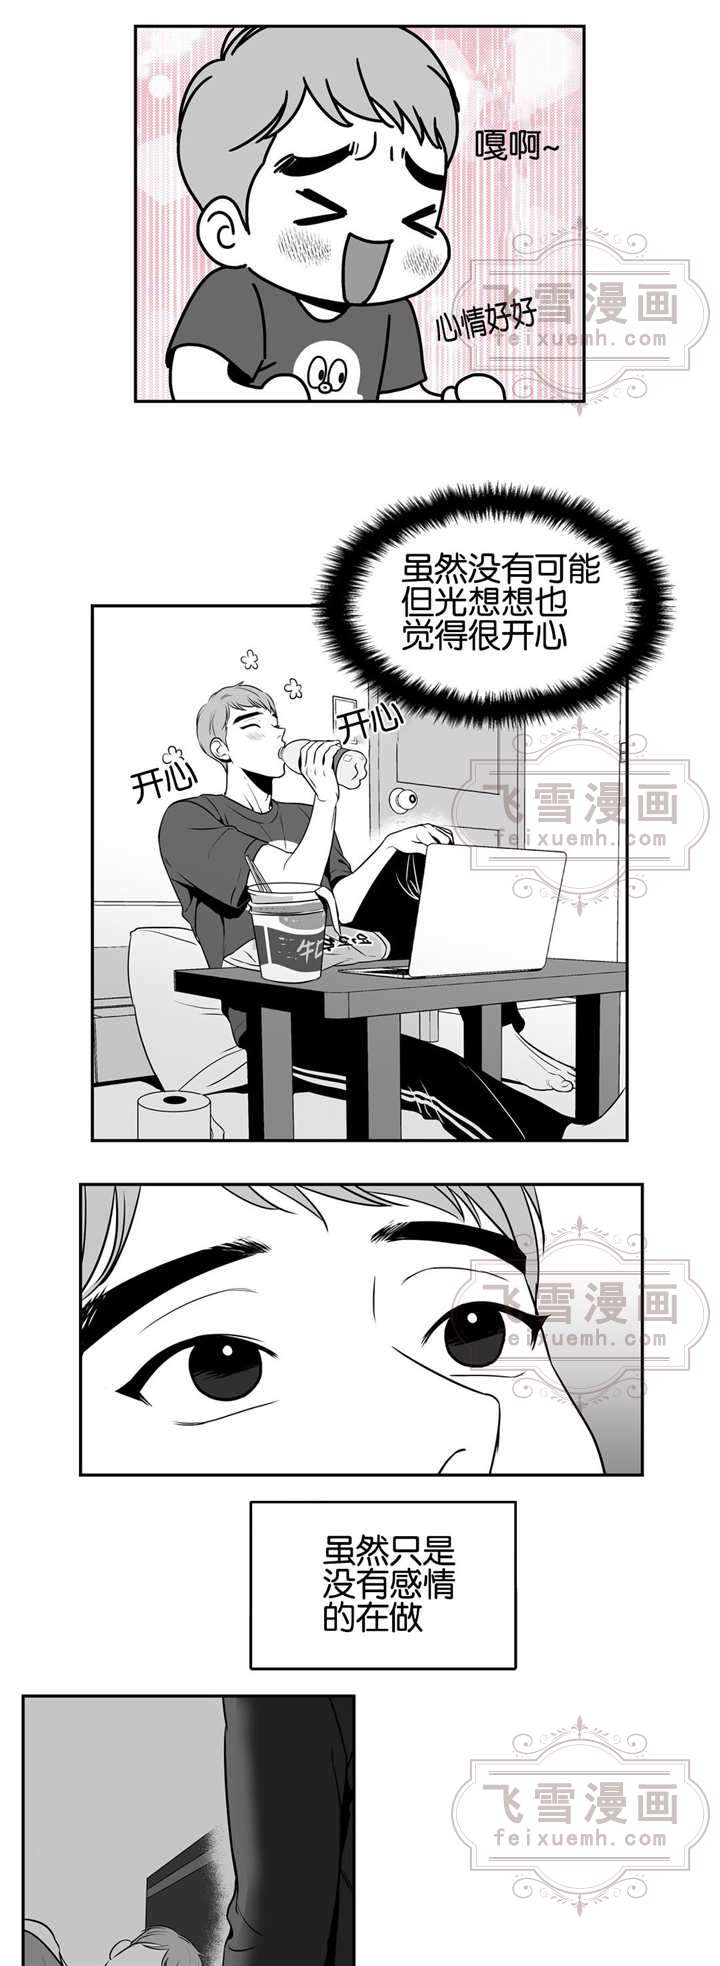 嘎啊~
心情好好
飞雪漫画
feixuemh.com
虽然没有可能
但光想想也
觉得很开心
开心
开心
飞雪漫画
feixuemh.com
牛
飞雪漫画
feixuemh.com
虽然只是
没有感情
的在做
飞雪漫画
feixuemh.com